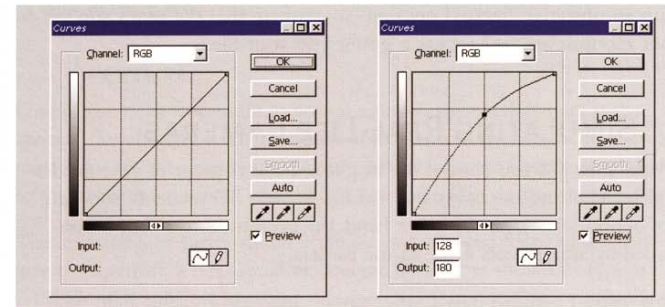 Curves
Channel: RGB
OK
Cancel
Load...
Save...
Smooth
Auto
Preview
Input:
Output:
Curves
Channel: RGB
OK
Cancel
Load...
Save...
Smooth
Auto
Preview
Input: 128
Output: 180